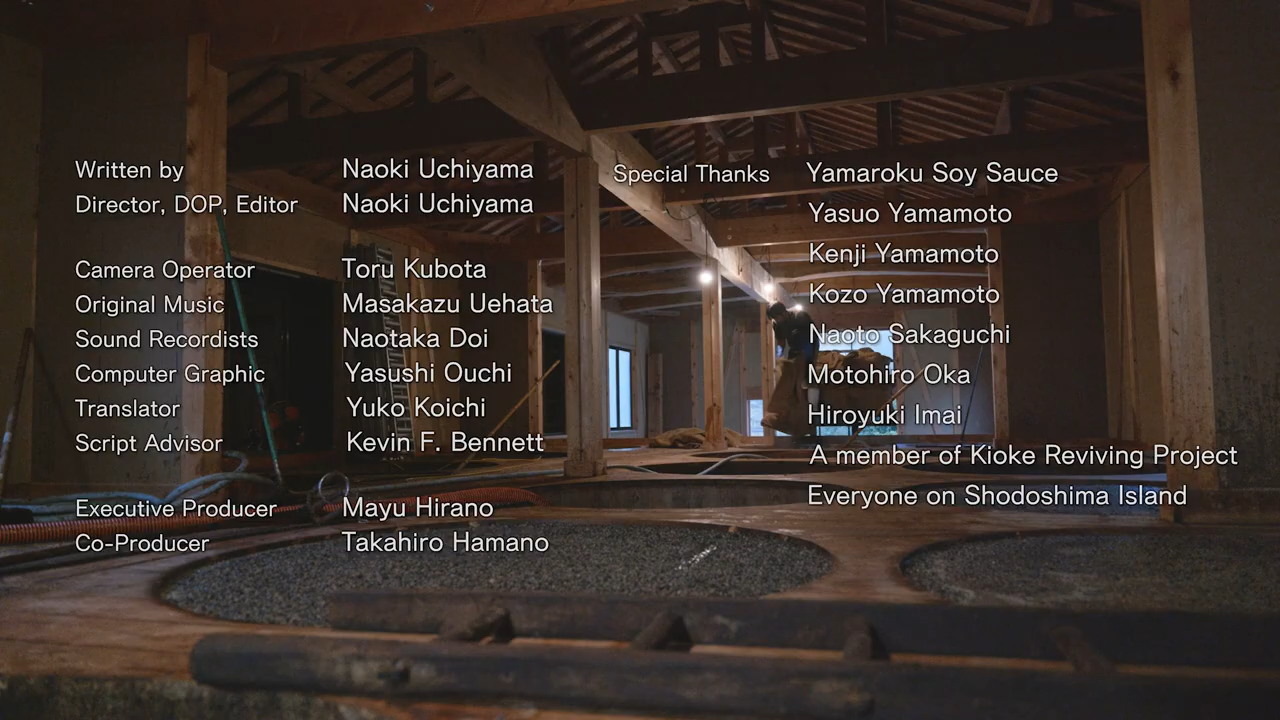 Written by Naoki Uchiyama
Director, DOP, Editor Naoki Uchiyama
Camera Operator Toru Kubota
Original Music Masakazu Uehata
Sound Recordists Naotaka Doi
Computer Graphic Yasushi Ouchi
Translator Yuko Koichi
Script Advisor Kevin F. Bennett
Executive Producer Mayu Hirano
Co-Producer Takahiro Hamano
Special Thanks Yamaroku Soy Sauce
Yasuo Yamamoto
Kenji Yamamoto
Kozo Yamamoto
Naoto Sakaguchi
Motohiro Oka
Hiroyuki Imai
A member of Kioke Reviving Project
Everyone on Shodoshima Island